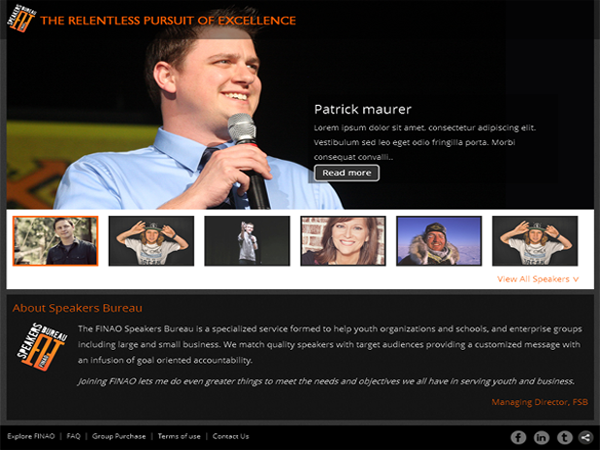 SPEAKERS BUREAU
THE RELENTLESS PURSUIT OF EXCELLENCE
Patrick maurer
Lorem ipsum dolor sit amet, consectetur adipiscing elit.
Vestibulum sed leo eget odio fringilla porta. Morbi
consequat convalli..
Read more
View All Speakers v
About Speakers Bureau
SPEAKERS BUREAU
The FINAO Speakers Bureau is a specialized service formed to help youth organizations and schools, and enterprise groups
including large and small business. We match quality speakers with target audiences providing a customized message with
an infusion of goal oriented accountability.
Joining FINAO lets me do even greater things to meet the needs and objectives we all have in serving youth and business.
Managing Director, FSB
Explore FINAO | FAQ | Group Purchase | Terms of use | Contact Us
f in t